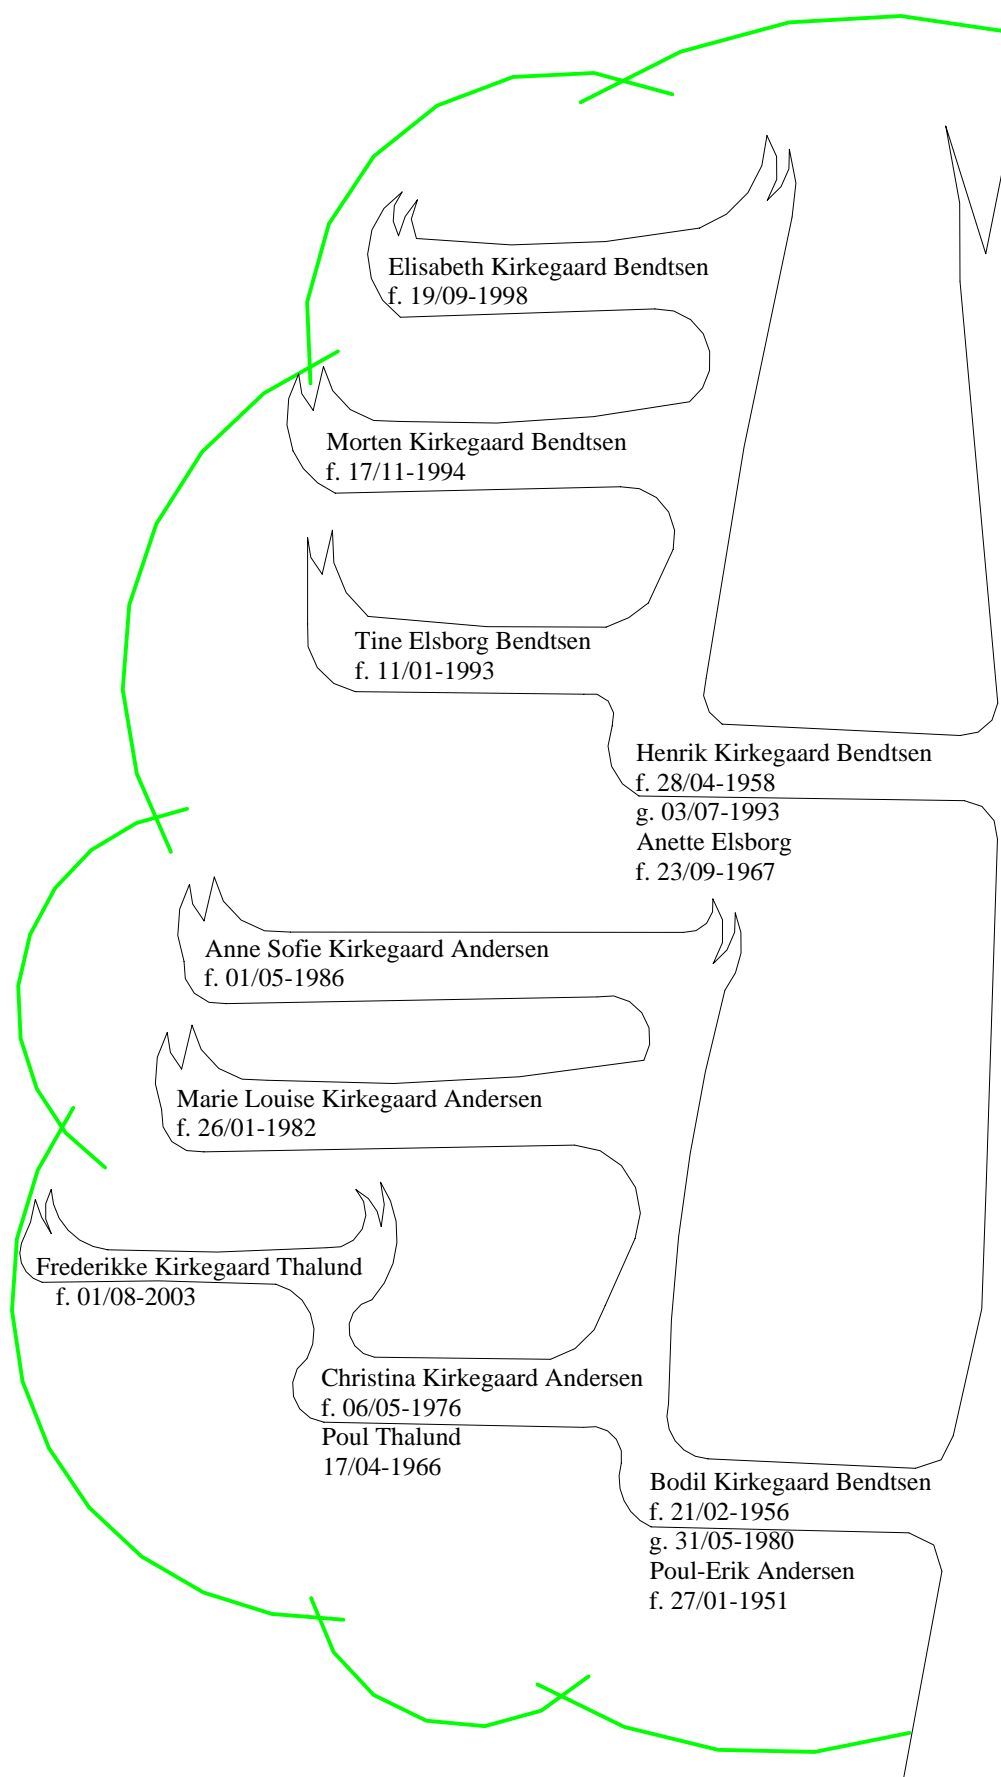 Elisabeth Kirkegaard Bendtsen
f. 19/09-1998
Morten Kirkegaard Bendtsen
f. 17/11-1994
Tine Elsborg Bendtsen
f. 11/01-1993
Henrik Kirkegaard Bendtsen
f. 28/04-1958
g. 03/07-1993
Anette Elsborg
f. 23/09-1967
Anne Sofie Kirkegaard Andersen
f. 01/05-1986
Marie Louise Kirkegaard Andersen
f. 26/01-1982
Frederikke Kirkegaard Thalund
f. 01/08-2003
Christina Kirkegaard Andersen
f. 06/05-1976
Poul Thalund
17/04-1966
Bodil Kirkegaard Bendtsen
f. 21/02-1956
g. 31/05-1980
Poul-Erik Andersen
f. 27/01-1951